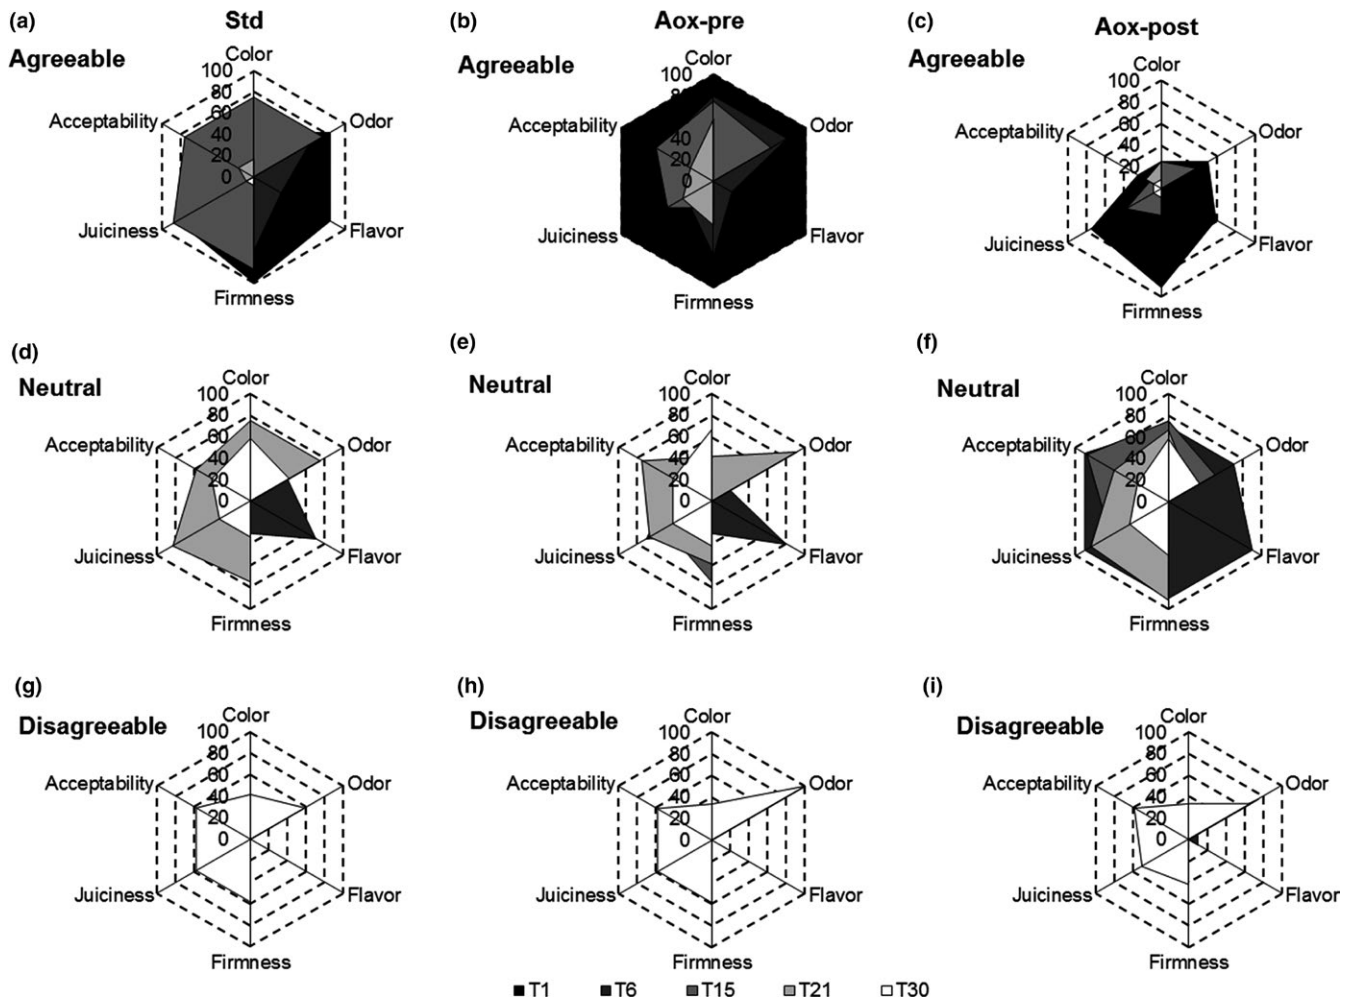 (a) Std
Agreeable
Color
100
80
60
40
20
0
Acceptability
Odor
Juiciness
Flavor
Firmness
(b) Aox-pre
Agreeable
Color
100
80
40
20
0
Acceptability
Odor
Juiciness
Flavor
Firmness
(c) Aox-post
Agreeable
Color
100
80
60
40
20
Acceptability
Odor
Juiciness
Flavor
Firmness
(d)
Neutral
Color
100
80
60
40
20
0
Acceptability
Odor
Juiciness
Flavor
Firmness
(e)
Neutral
Color
100
80
60
40
20
0
Acceptability
Odor
Juiciness
Flavor
Firmness
(f)
Neutral
Color
100
80
60
40
20
0
Acceptability
Odor
Juiciness
Flavor
Firmness
(g)
Disagreeable
Color
100
80
60
40
20
0
Acceptability
Odor
Juiciness
Flavor
Firmness
(h)
Disagreeable
Color
100
80
60
40
20
0
Acceptability
Odor
Juiciness
Flavor
Firmness
(i)
Disagreeable
Color
100
80
60
40
20
0
Acceptability
Odor
Juiciness
Flavor
Firmness
T1 T6 T15 T21 T30